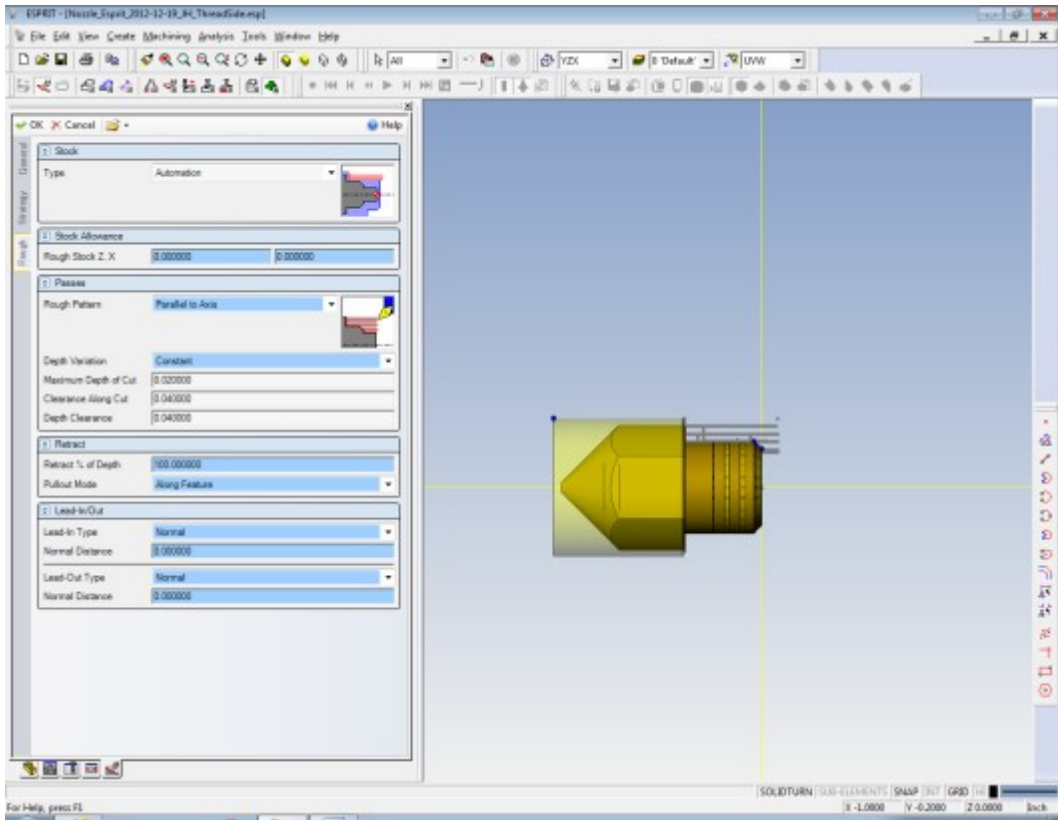 ESPRIT - [Nozzle_Esprit_2012-12-19_JH_ThreadSide.esp]
File Edit View Create Machining Analysis Tools Window Help
All YZX 0 'Default' UVW
OK Cancel Help
General
Strategy
Rough
Stock
Type Automation
Stock Allowance
Rough Stock Z, X 0.000000 0.000000
Passes
Rough Pattern Parallel to Axis
Depth Variation Constant
Maximum Depth of Cut 0.020000
Clearance Along Cut 0.040000
Depth Clearance 0.040000
Retract
Retract % of Depth 100.000000
Pullout Mode Along Feature
Lead-In/Out
Lead-In Type Normal
Normal Distance 0.000000
Lead-Out Type Normal
Normal Distance 0.000000
SOLIDTURN SUB-ELEMENTS SNAP INT GRID HI
For Help, press F1 X -1.0800 Y -0.2000 Z 0.0000 Inch